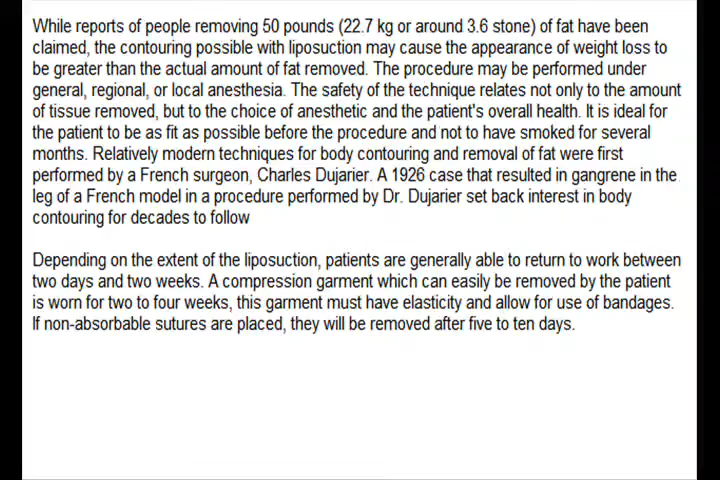 While reports of people removing 50 pounds (22.7 kg or around 3.6 stone) of fat have been
claimed, the contouring possible with liposuction may cause the appearance of weight loss to
be greater than the actual amount of fat removed. The procedure may be performed under
general, regional, or local anesthesia. The safety of the technique relates not only to the amount
of tissue removed, but to the choice of anesthetic and the patient's overall health. It is ideal for
the patient to be as fit as possible before the procedure and not to have smoked for several
months. Relatively modern techniques for body contouring and removal of fat were first
performed by a French surgeon, Charles Dujarier. A 1926 case that resulted in gangrene in the
leg of a French model in a procedure performed by Dr. Dujarier set back interest in body
contouring for decades to follow
Depending on the extent of the liposuction, patients are generally able to return to work between
two days and two weeks. A compression garment which can easily be removed by the patient
is worn for two to four weeks, this garment must have elasticity and allow for use of bandages.
If non-absorbable sutures are placed, they will be removed after five to ten days.